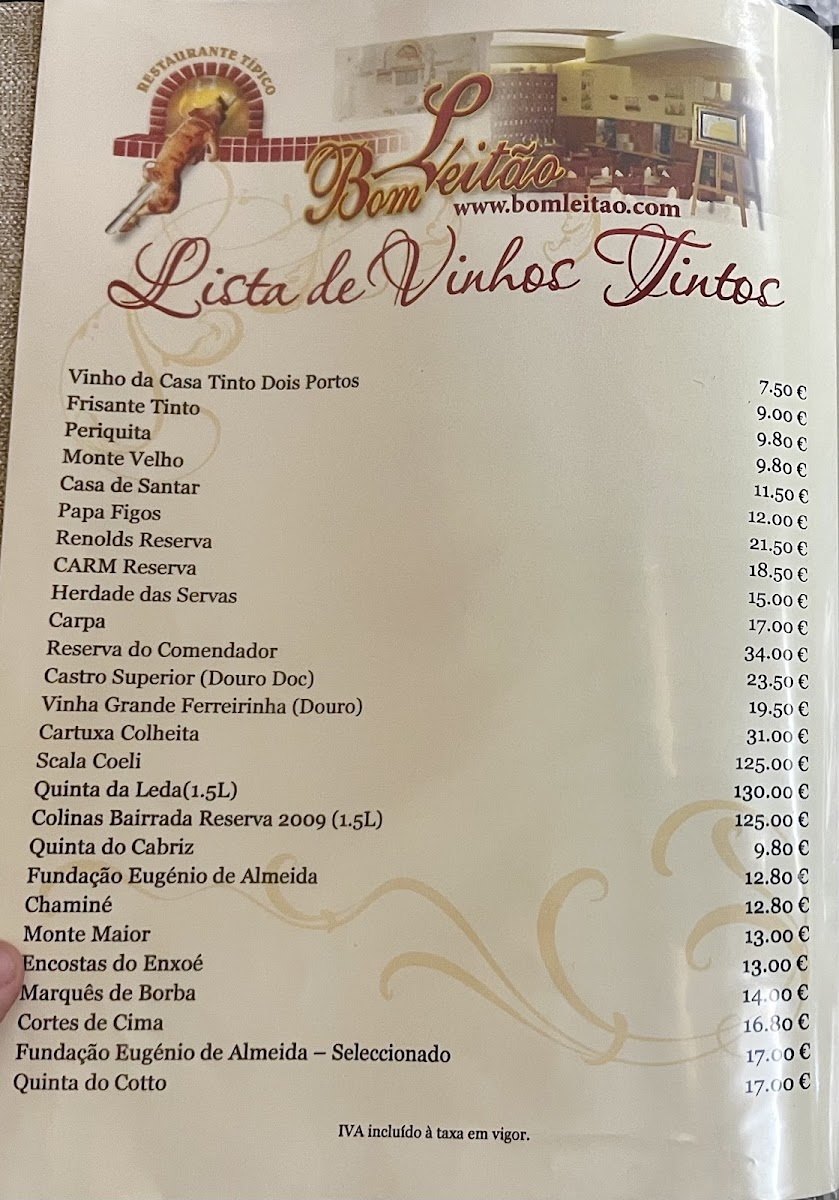 RESTAURANTE TÍPICO
Bom Leitão
www.bomleitao.com
Lista de Vinhos Tintos
Vinho da Casa Tinto Dois Portos 7.50 €
Frisante Tinto 9.00 €
Periquita 9.80 €
Monte Velho 9.80 €
Casa de Santar 11.50 €
Papa Figos 12.00 €
Renolds Reserva 21.50 €
CARM Reserva 18.50 €
Herdade das Servas 15.00 €
Carpa 17.00 €
Reserva do Comendador 34.00 €
Castro Superior (Douro Doc) 23.50 €
Vinha Grande Ferreirinha (Douro) 19.50 €
Cartuxa Colheita 31.00 €
Scala Coeli 125.00 €
Quinta da Leda(1.5L) 130.00 €
Colinas Bairrada Reserva 2009 (1.5L) 125.00 €
Quinta do Cabriz 9.80 €
Fundação Eugénio de Almeida 12.80 €
Chaminé 12.80 €
Monte Maior 13.00 €
Encostas do Enxoé 13.00 €
Marquês de Borba 14.00 €
Cortes de Cima 16.80 €
Fundação Eugénio de Almeida – Seleccionado 17.00 €
Quinta do Cotto 17.00 €
IVA incluído à taxa em vigor.